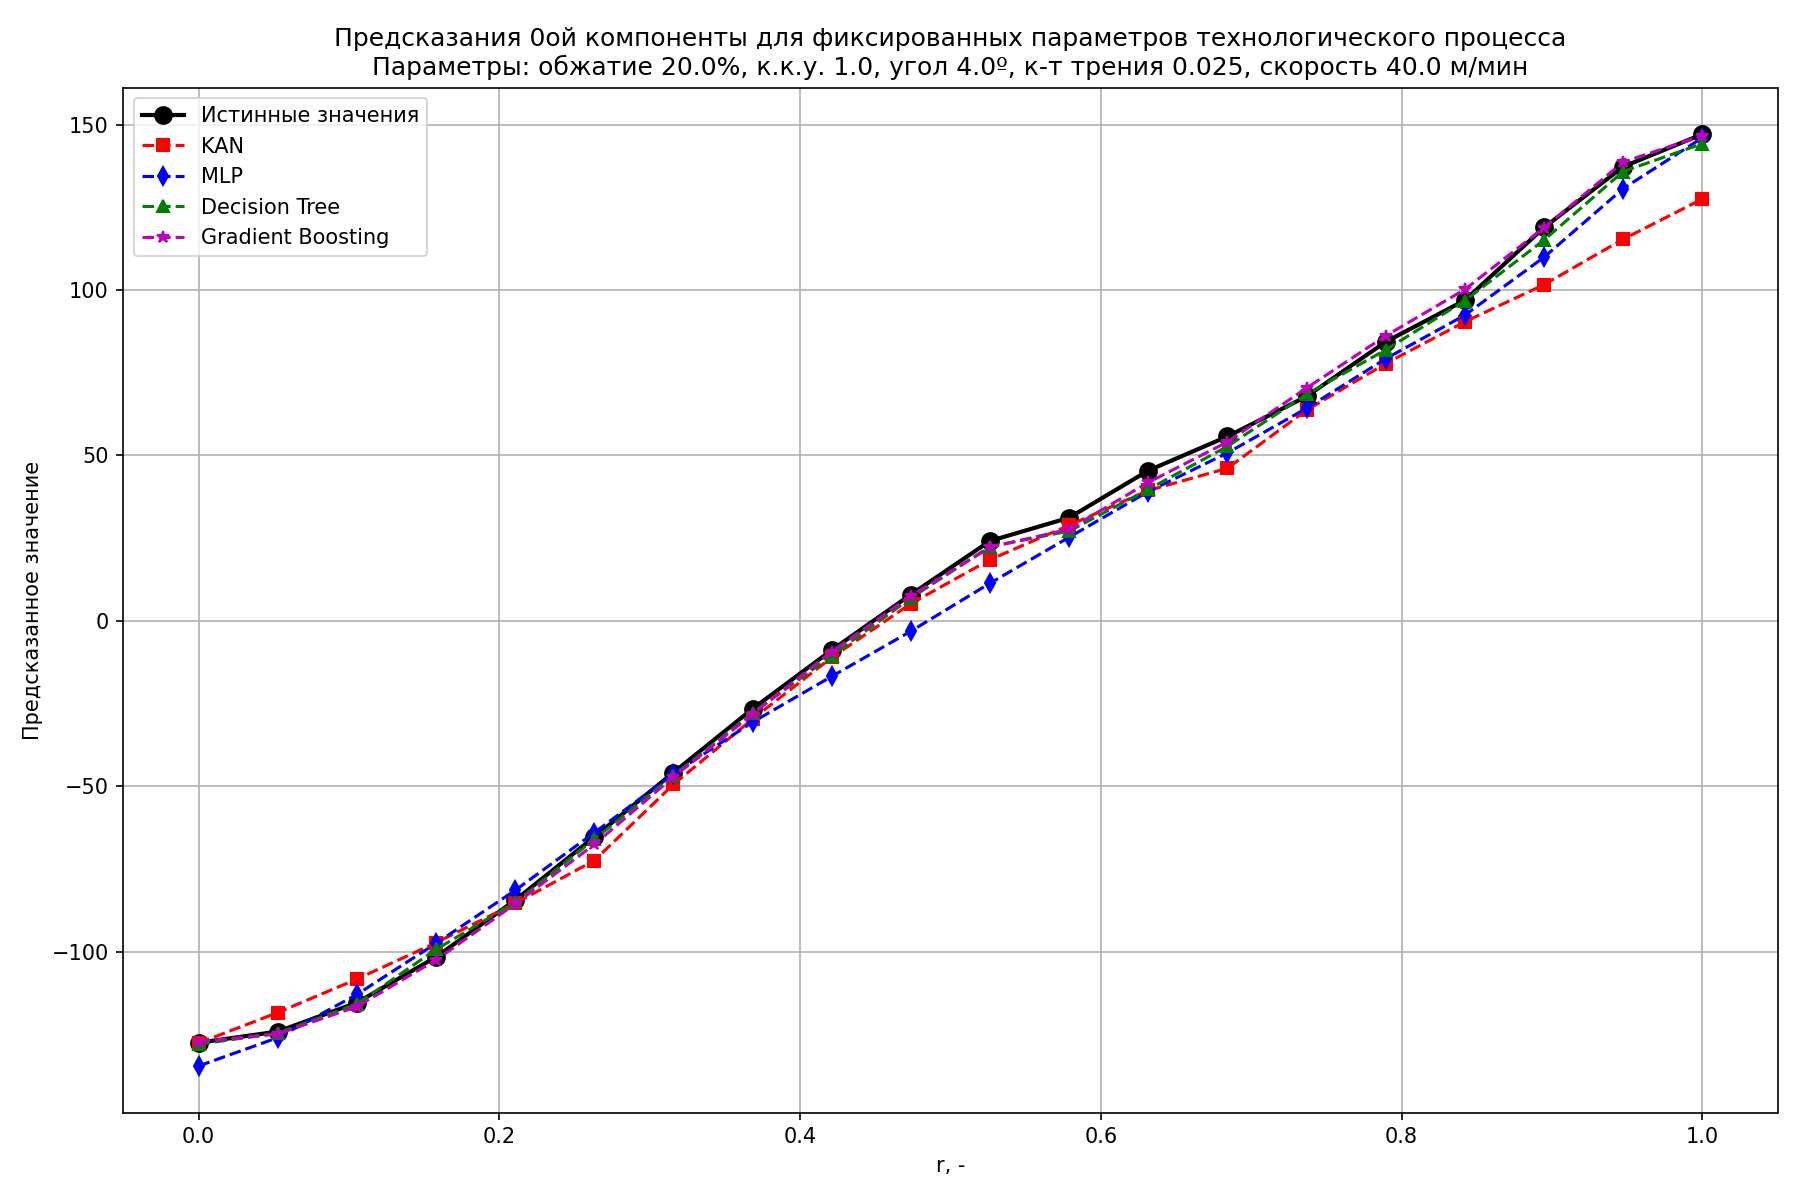 Предсказания 0ой компоненты для фиксированных параметров технологического процесса
Параметры: обжатие 20.0%, к.к.у. 1.0, угол 4.0º, к-т трения 0.025, скорость 40.0 м/мин
Истинные значения
KAN
MLP
Decision Tree
Gradient Boosting
Предсказанное значение
150
100
50
0
−50
−100
0.0
0.2
0.4
0.6
0.8
1.0
r, -